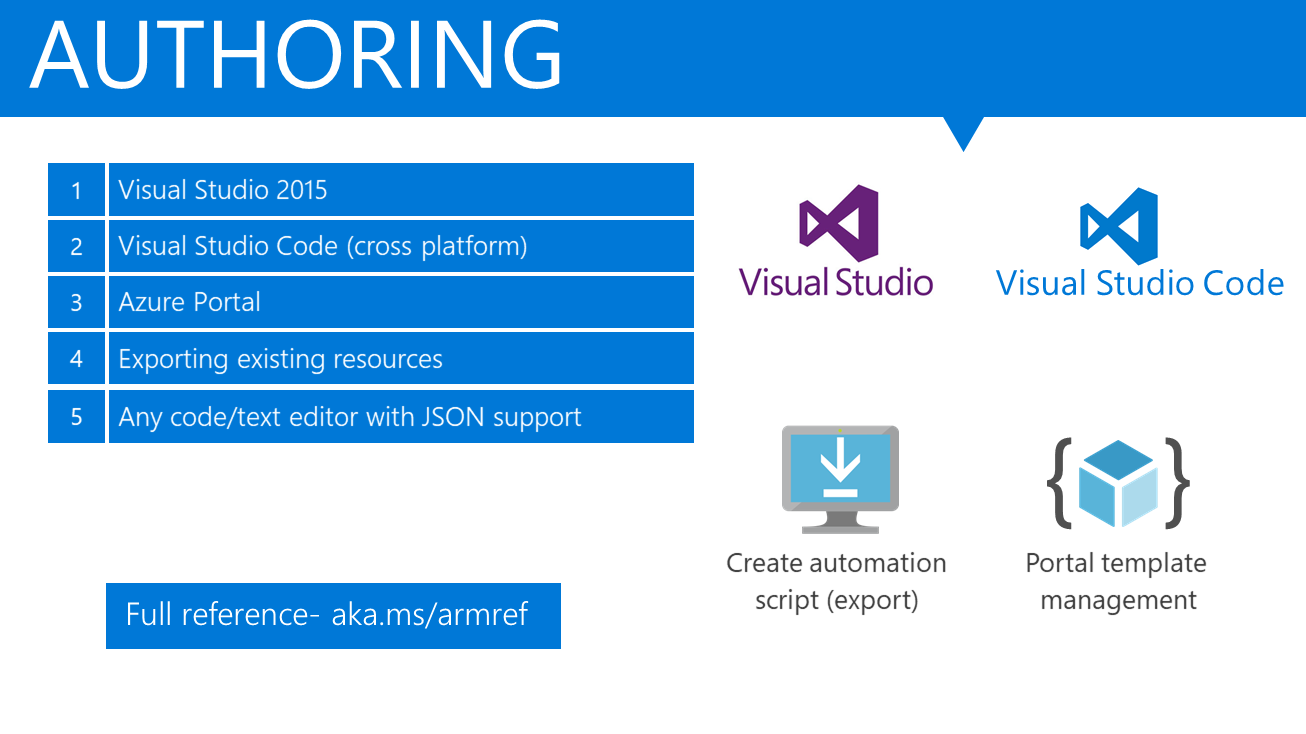 AUTHORING
1 Visual Studio 2015
2 Visual Studio Code (cross platform)
3 Azure Portal
4 Exporting existing resources
5 Any code/text editor with JSON support
Full reference- aka.ms/armref
Visual Studio
Visual Studio Code
Create automation
script (export)
Portal template
management